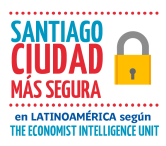 SANTIAGO
CIUDAD
MÁS SEGURA
en LATINOAMÉRICA según
THE ECONOMIST INTELLIGENCE UNIT